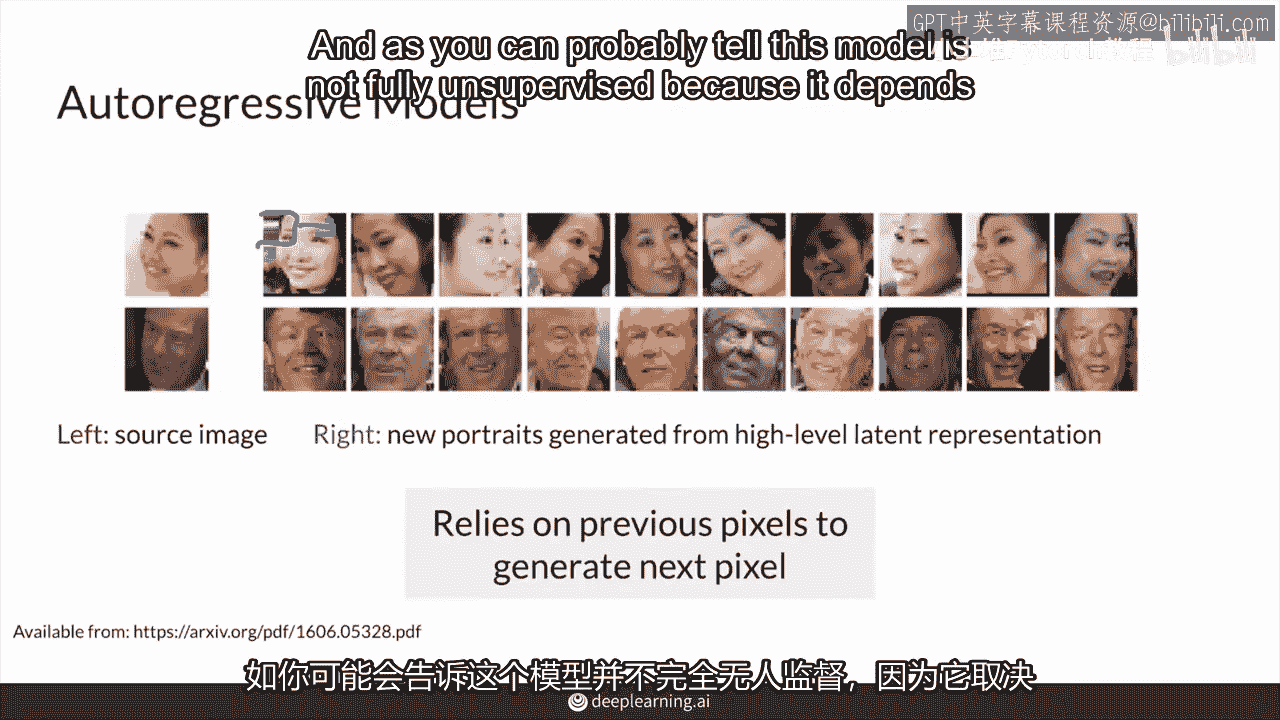 GPT中英字幕课程资源@bilibili.com
And as you can probably tell this model is
not fully unsupervised because it depends
bilibili
Autoregressive Models
Left: source image
Right: new portraits generated from high-level latent representation
Relies on previous pixels to
generate next pixel
Available from: https://arxiv.org/pdf/1606.05328.pdf
如你可能会告诉这个模型并不完全无人监督，因为它取决
deeplearning.ai